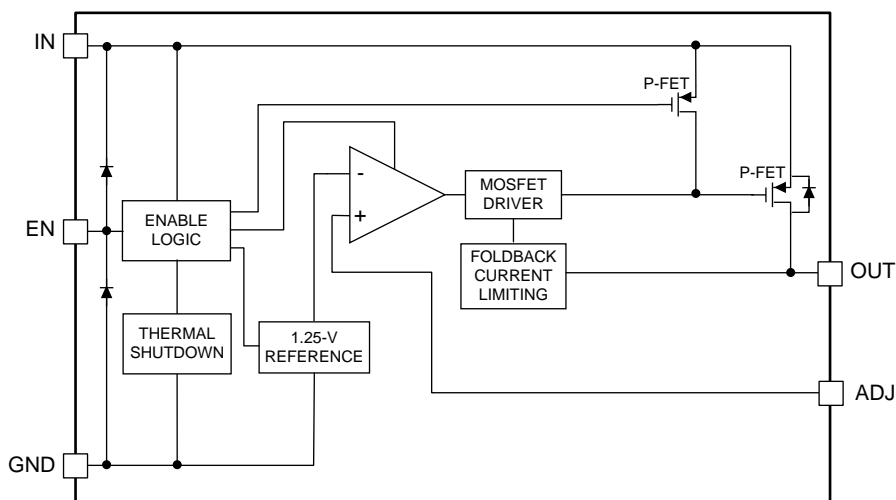 IN
P-FET
P-FET
EN
ENABLE
LOGIC
-
+
MOSFET
DRIVER
FOLDBACK
CURRENT
LIMITING
OUT
THERMAL
SHUTDOWN
1.25-V
REFERENCE
ADJ
GND